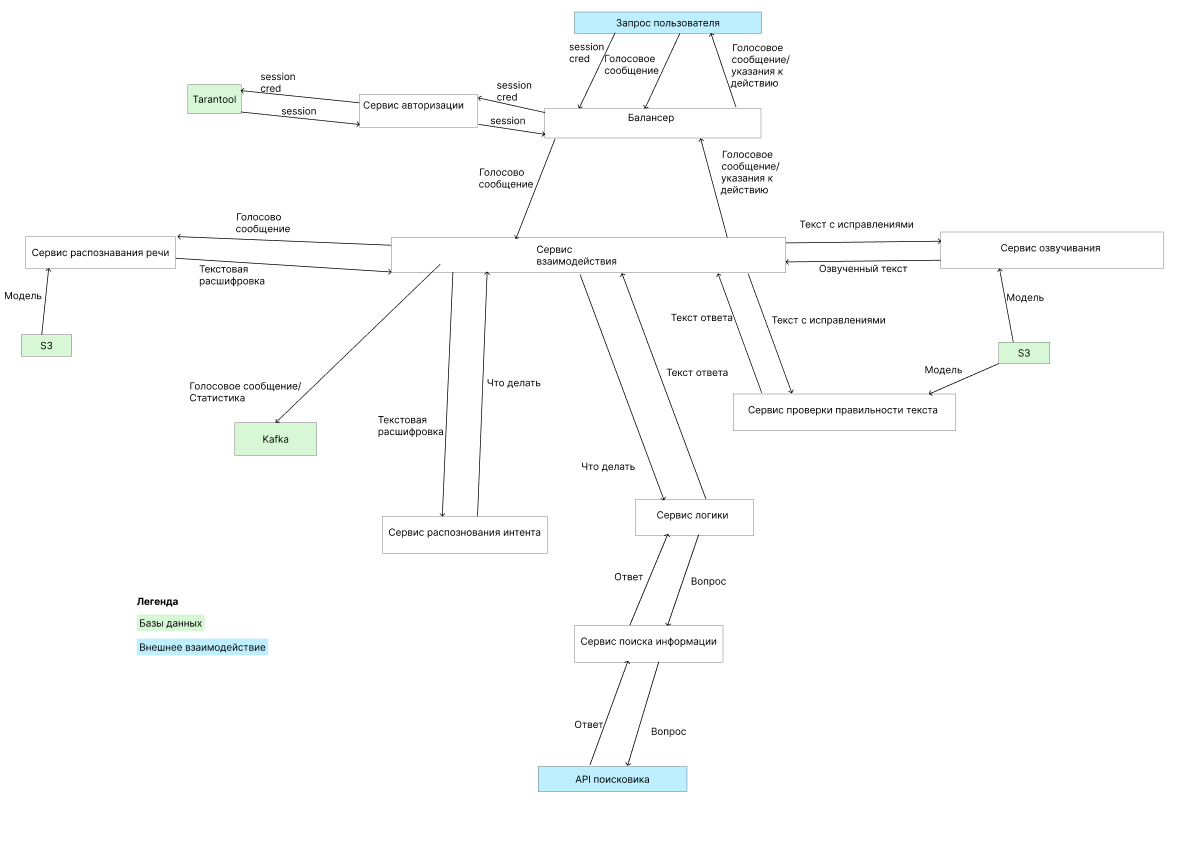 Запрос пользователя
session
cred
Голосовое
сообщение
Голосовое
сообщение/
указания к
действию
session
cred
Tarantool
session
Сервис авторизации
session
cred
session
Балансер
Голосово
сообщение
Голосовое
сообщение/
указания к
действию
Голосово
сообщение
Сервис распознавания речи
Текстовая
расшифровка
Сервис
взаимодействия
Текст с исправлениями
Озвученный текст
Сервис озвучивания
Модель
S3
Модель
S3
Модель
Текст ответа
Текст с исправлениями
Сервис проверки правильности текста
Голосовое сообщение/
Статистика
Kafka
Текстовая
расшифровка
Что делать
Текст ответа
Что делать
Сервис распознования интента
Сервис логики
Ответ
Вопрос
Сервис поиска информации
Ответ
Вопрос
API поисковика
Легенда
Базы данных
Внешнее взаимодействие